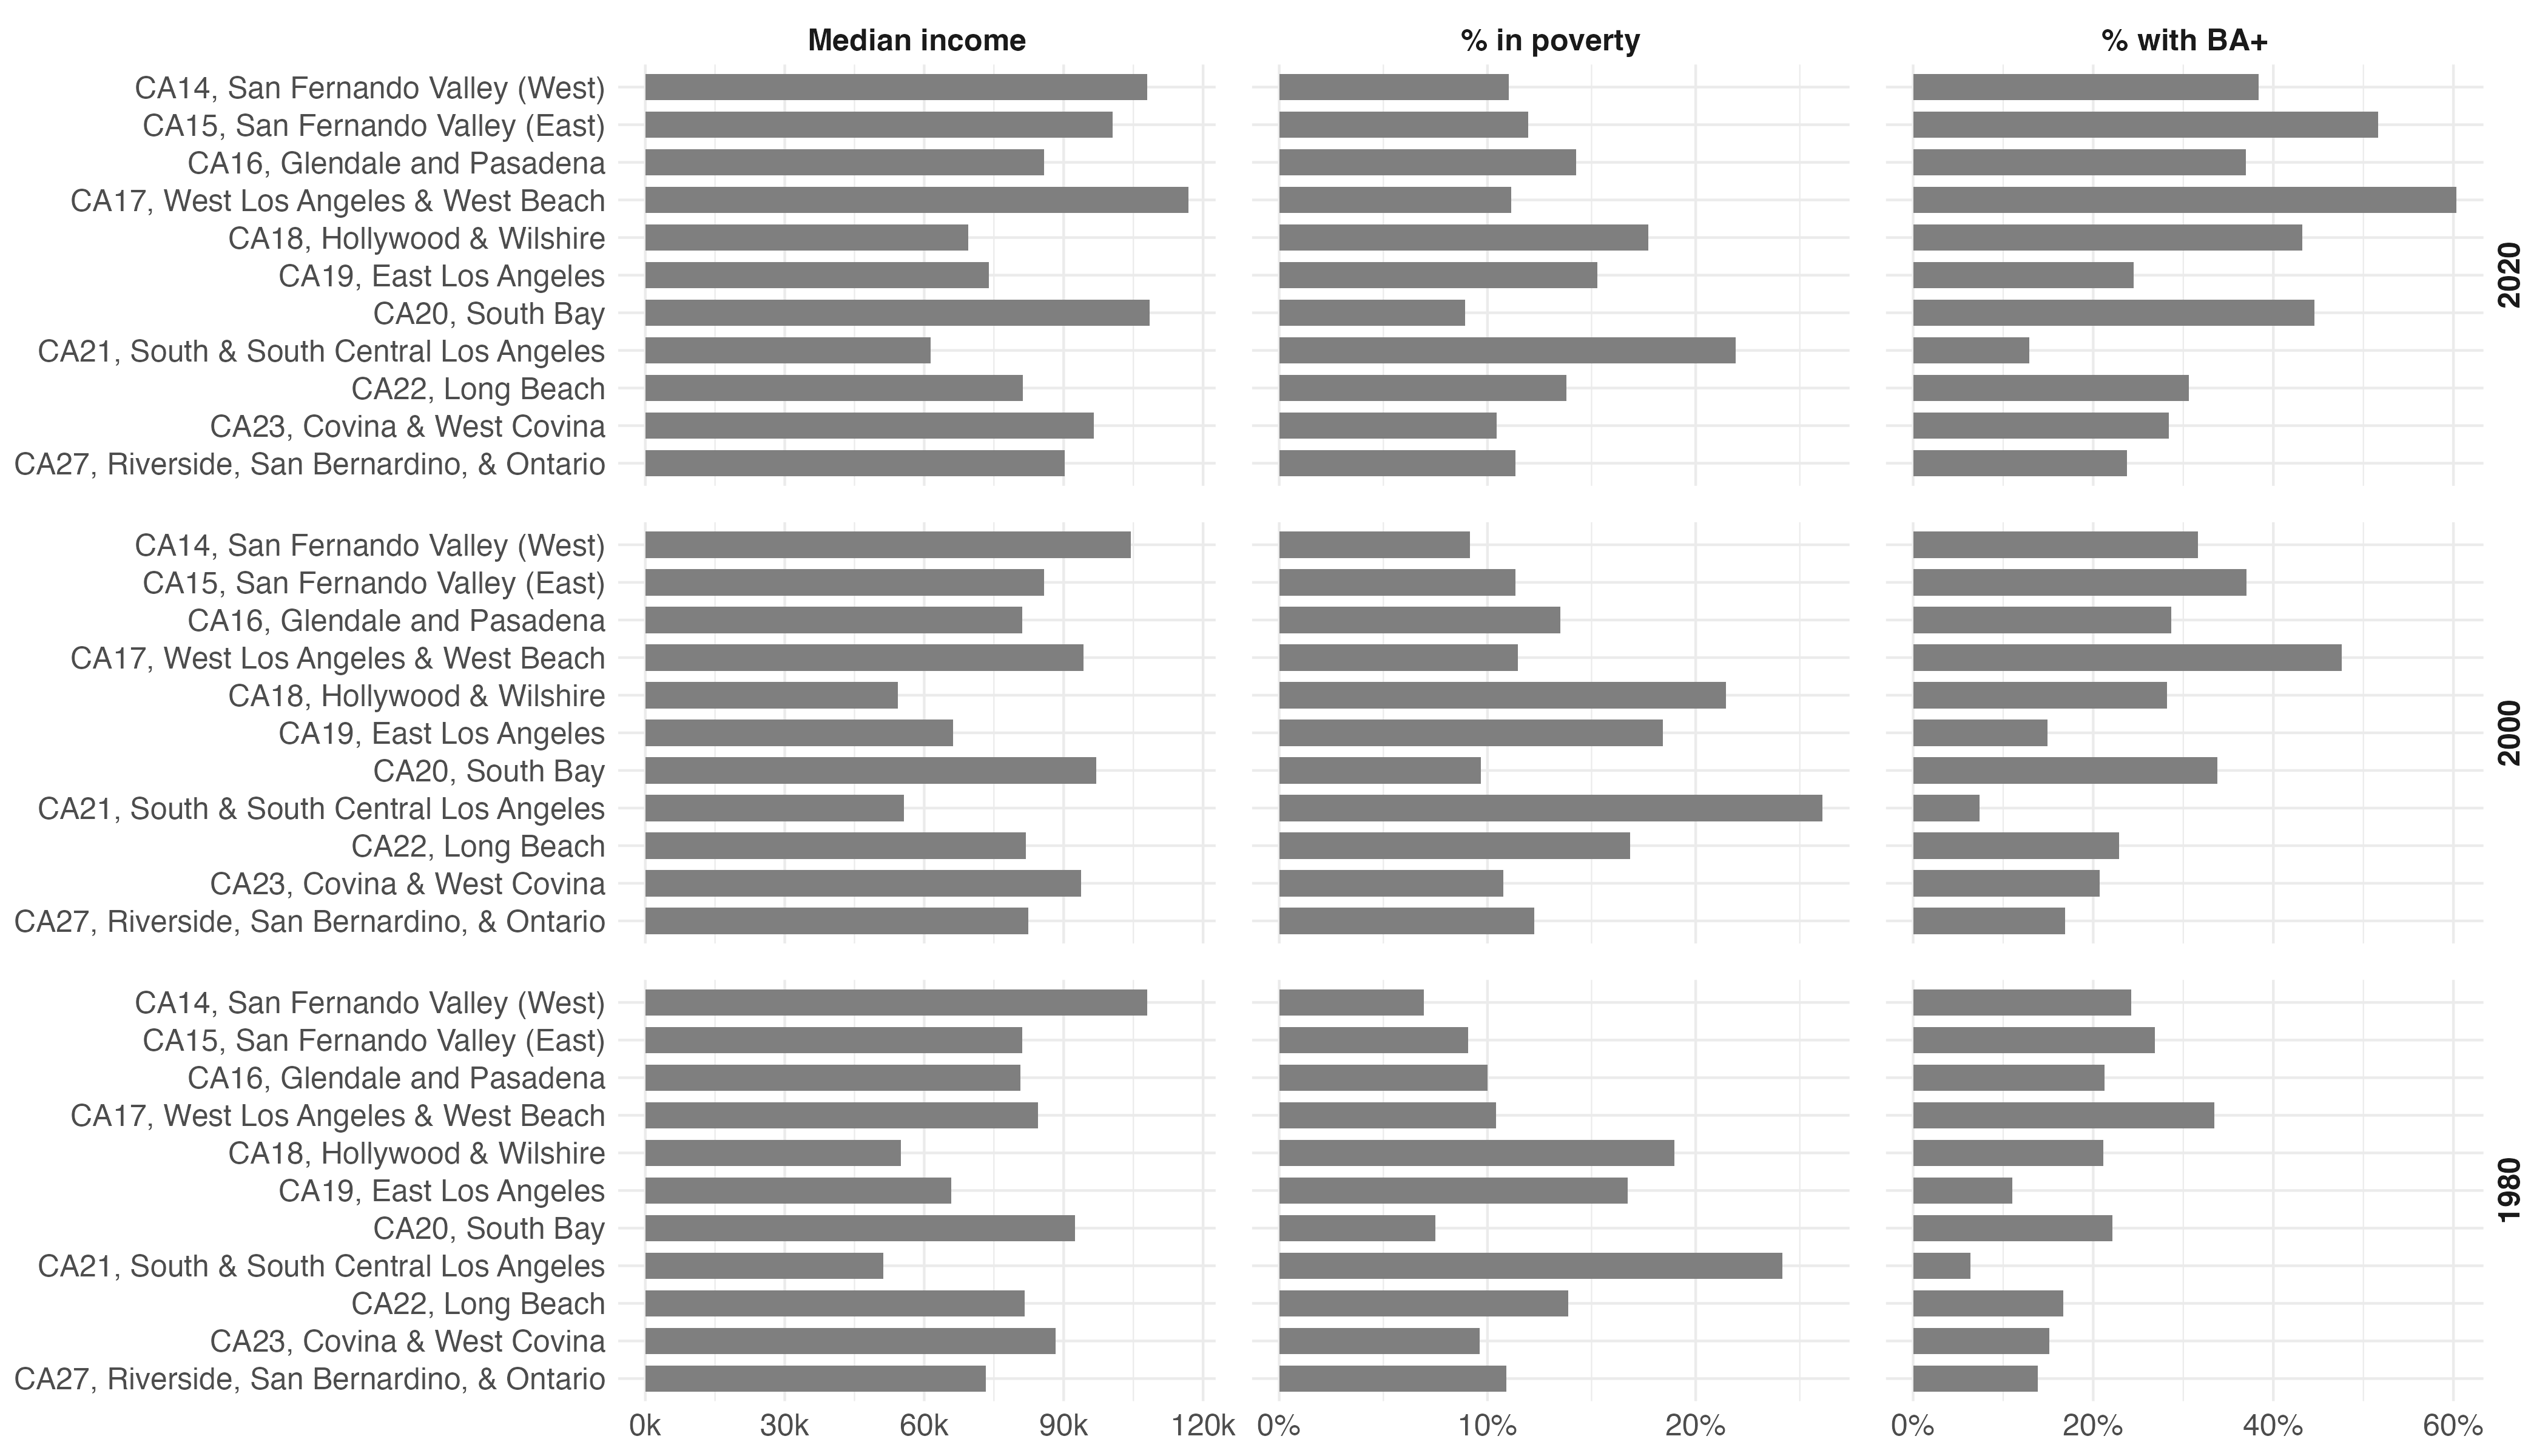 Median income % in poverty % with BA+
CA14, San Fernando Valley (West)
CA15, San Fernando Valley (East)
CA16, Glendale and Pasadena
CA17, West Los Angeles & West Beach
CA18, Hollywood & Wilshire
CA19, East Los Angeles
CA20, South Bay
CA21, South & South Central Los Angeles
CA22, Long Beach
CA23, Covina & West Covina
CA27, Riverside, San Bernardino, & Ontario
2020
CA14, San Fernando Valley (West)
CA15, San Fernando Valley (East)
CA16, Glendale and Pasadena
CA17, West Los Angeles & West Beach
CA18, Hollywood & Wilshire
CA19, East Los Angeles
CA20, South Bay
CA21, South & South Central Los Angeles
CA22, Long Beach
CA23, Covina & West Covina
CA27, Riverside, San Bernardino, & Ontario
2000
CA14, San Fernando Valley (West)
CA15, San Fernando Valley (East)
CA16, Glendale and Pasadena
CA17, West Los Angeles & West Beach
CA18, Hollywood & Wilshire
CA19, East Los Angeles
CA20, South Bay
CA21, South & South Central Los Angeles
CA22, Long Beach
CA23, Covina & West Covina
CA27, Riverside, San Bernardino, & Ontario
1980
0k 30k 60k 90k 120k 0% 10% 20% 0% 20% 40% 60%